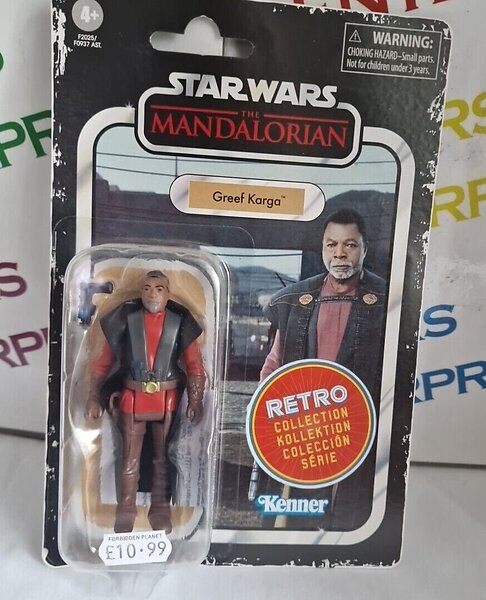 4+
F2025/
F0937 AST.
WARNING:
CHOKING HAZARD–Small parts.
Not for children under 3 years.
STAR WARS
THE
MANDALORIAN
Greef Karga™
RETRO
COLLECTION
KOLLEKTION
COLECCIÓN
SÉRIE
Kenner
FORBIDDEN PLANET
£10·99